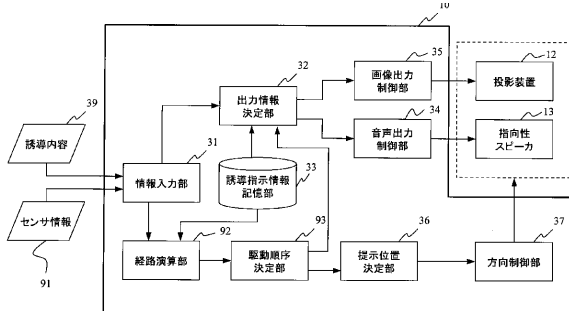 10
39
誘導内容
センサ情報
91
31
情報入力部
32
出力情報
決定部
35
画像出力
制御部
34
音声出力
制御部
12
投影装置
13
指向性
スピーカ
誘導指示情報
記憶部
33
92
経路演算部
93
駆動順序
決定部
36
提示位置
決定部
37
方向制御部